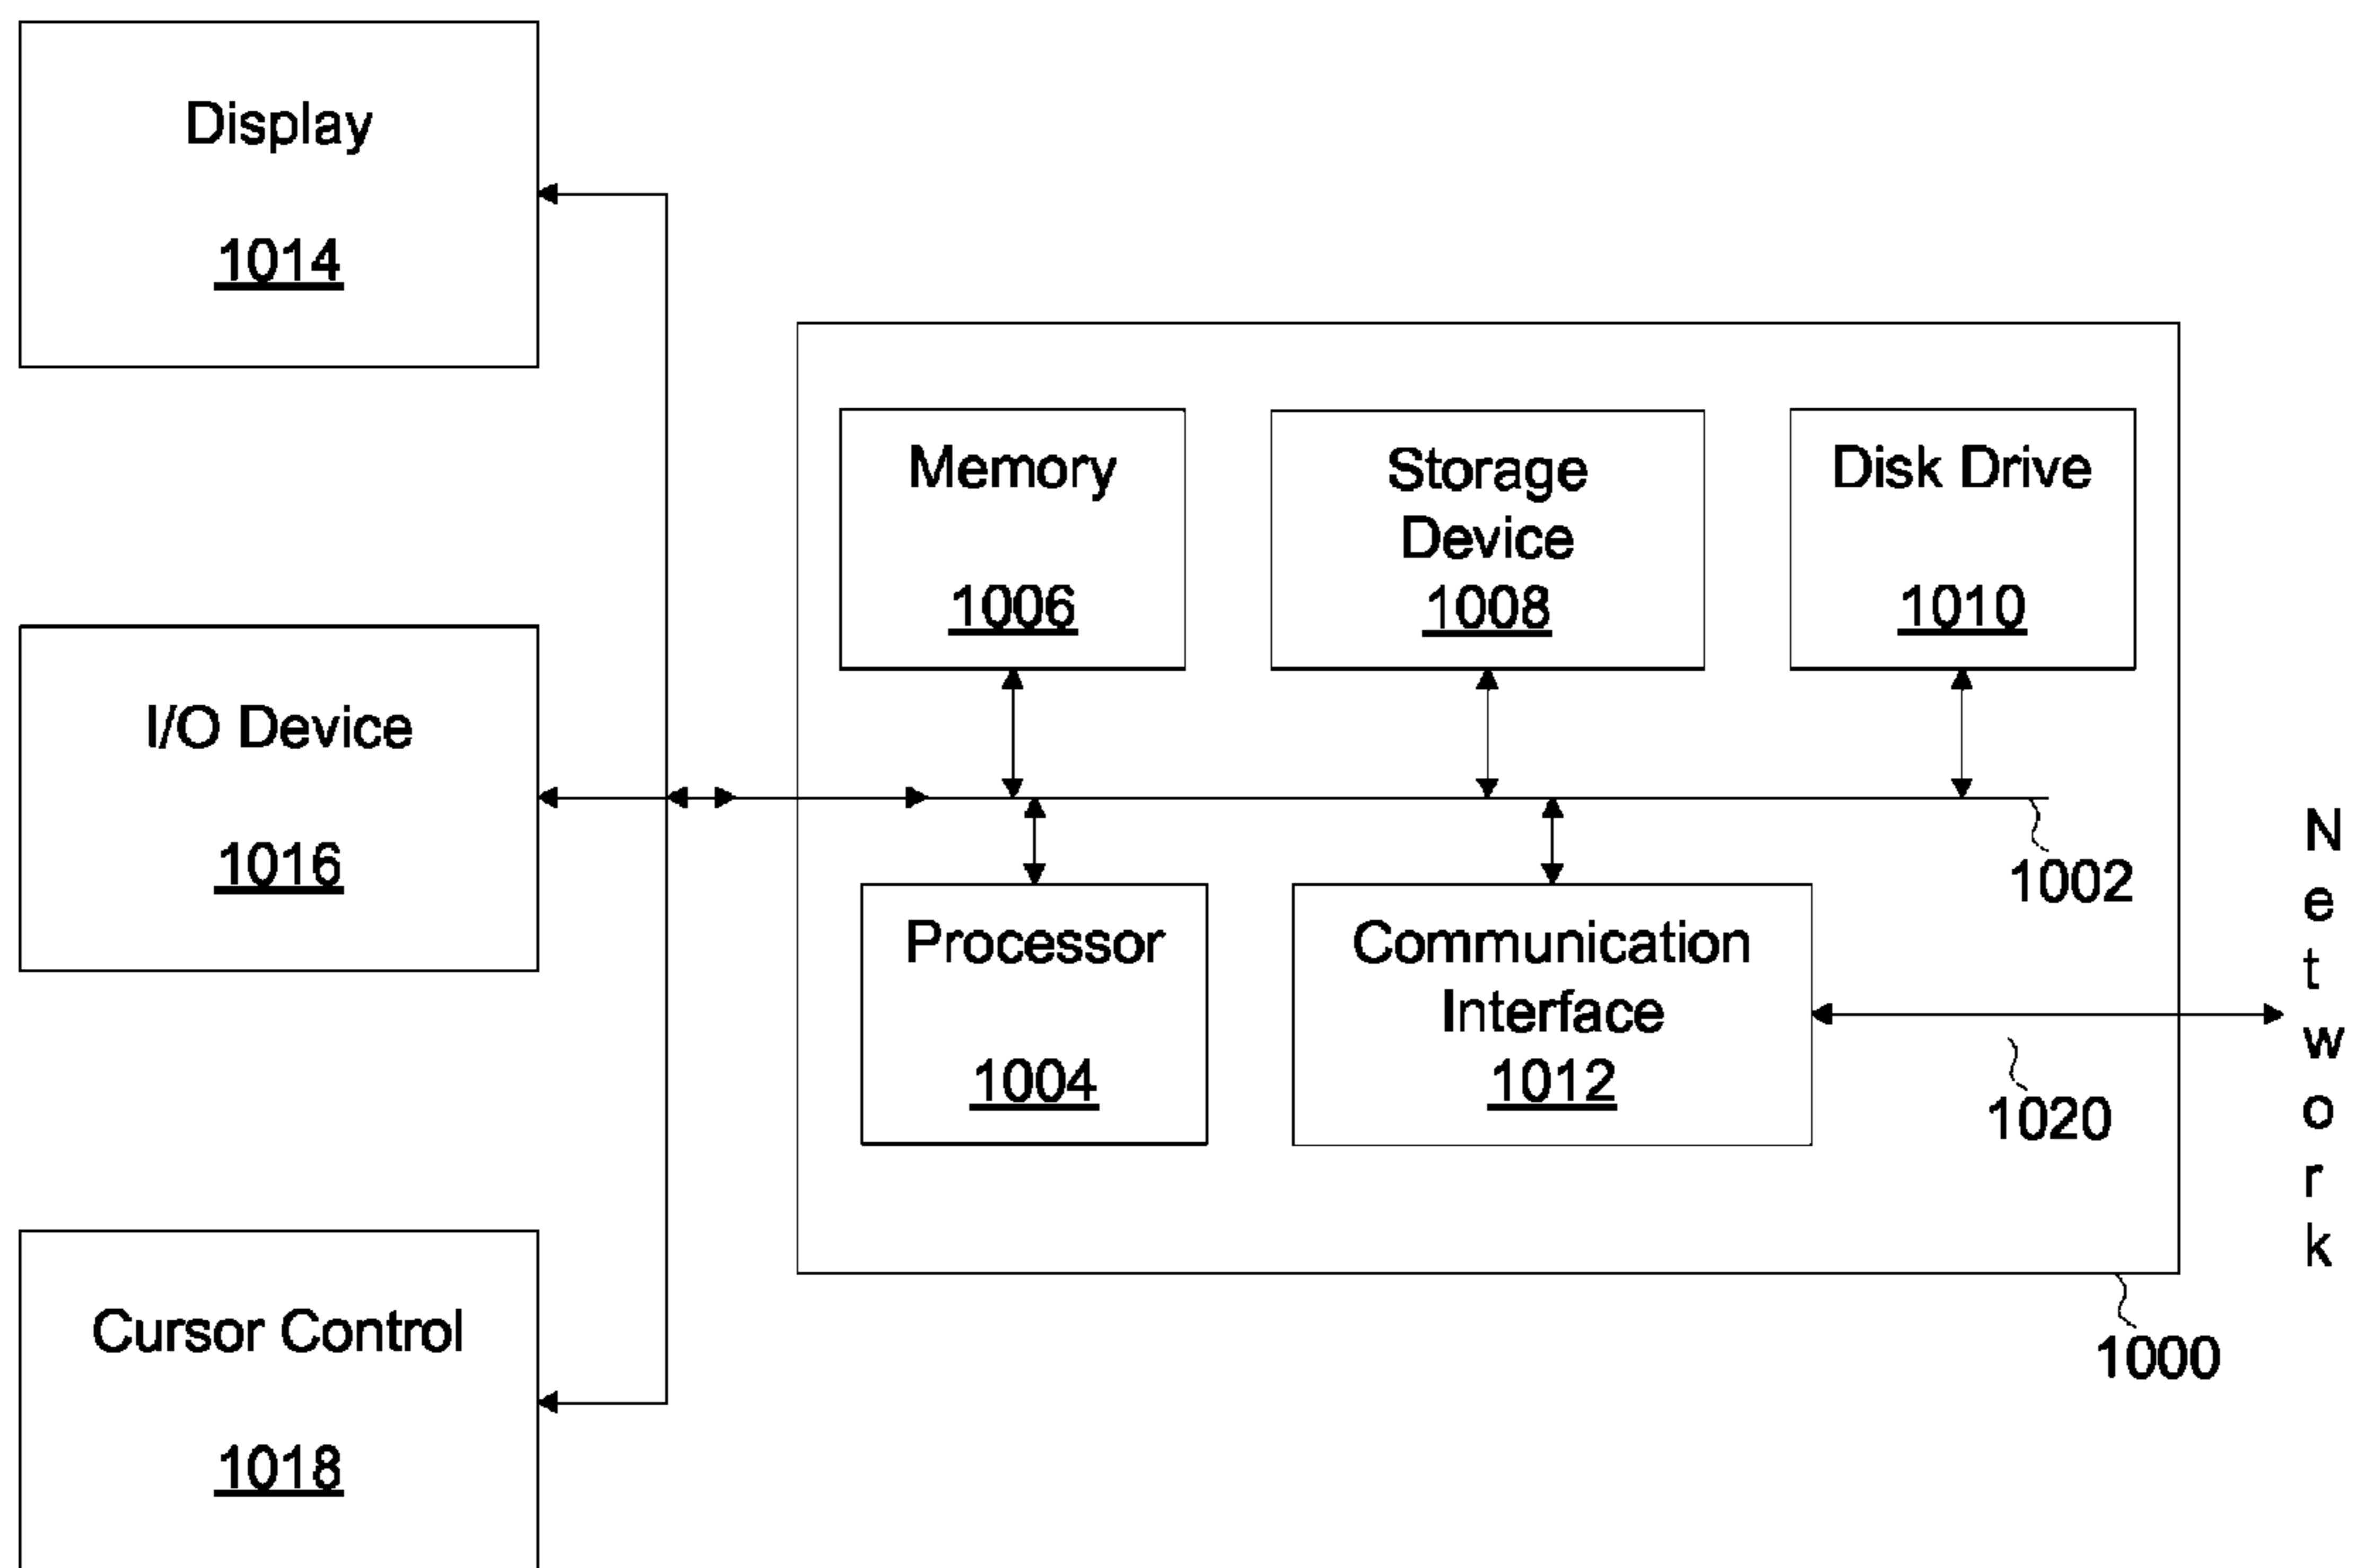 Display
1014
Memory
1006
Storage
Device
1008
Disk Drive
1010
I/O Device
1016
1002
Processor
1004
Communication
Interface
1012
1020
Network
Cursor Control
1018
1000